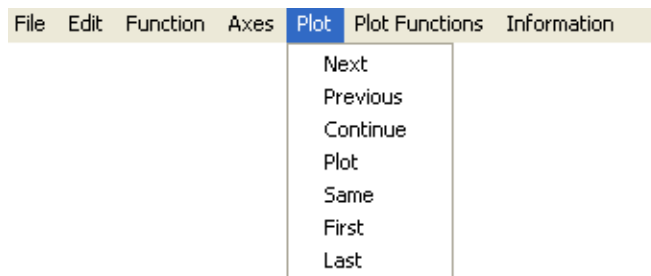 File Edit Function Axes Plot Plot Functions Information
Next
Previous
Continue
Plot
Same
First
Last